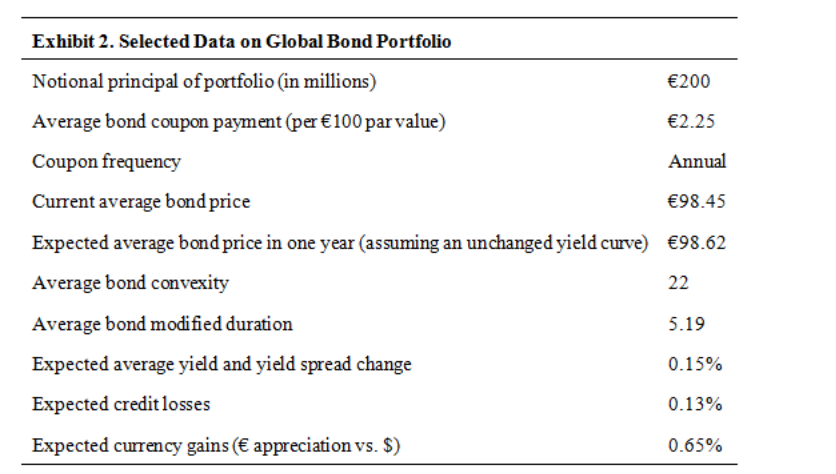 Exhibit 2. Selected Data on Global Bond Portfolio
Notional principal of portfolio (in millions) €200
Average bond coupon payment (per €100 par value) €2.25
Coupon frequency Annual
Current average bond price €98.45
Expected average bond price in one year (assuming an unchanged yield curve) €98.62
Average bond convexity 22
Average bond modified duration 5.19
Expected average yield and yield spread change 0.15%
Expected credit losses 0.13%
Expected currency gains (€ appreciation vs. $) 0.65%